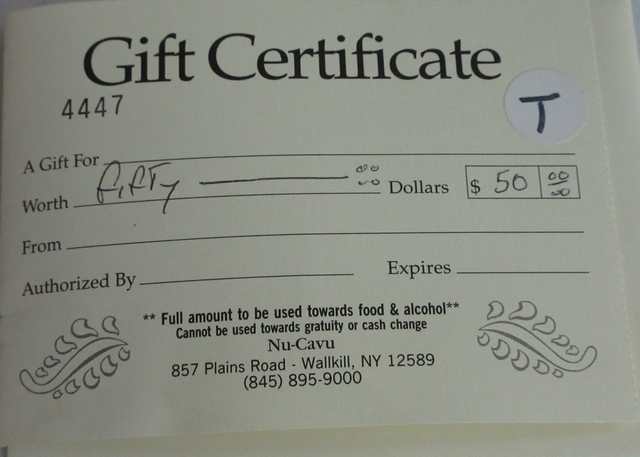 Gift Certificate
4447
T
A Gift For
Worth Fifty 00/00 Dollars $ 50 00/00
From
Authorized By Expires
** Full amount to be used towards food & alcohol**
Cannot be used towards gratuity or cash change
Nu-Cavu
857 Plains Road - Wallkill, NY 12589
(845) 895-9000